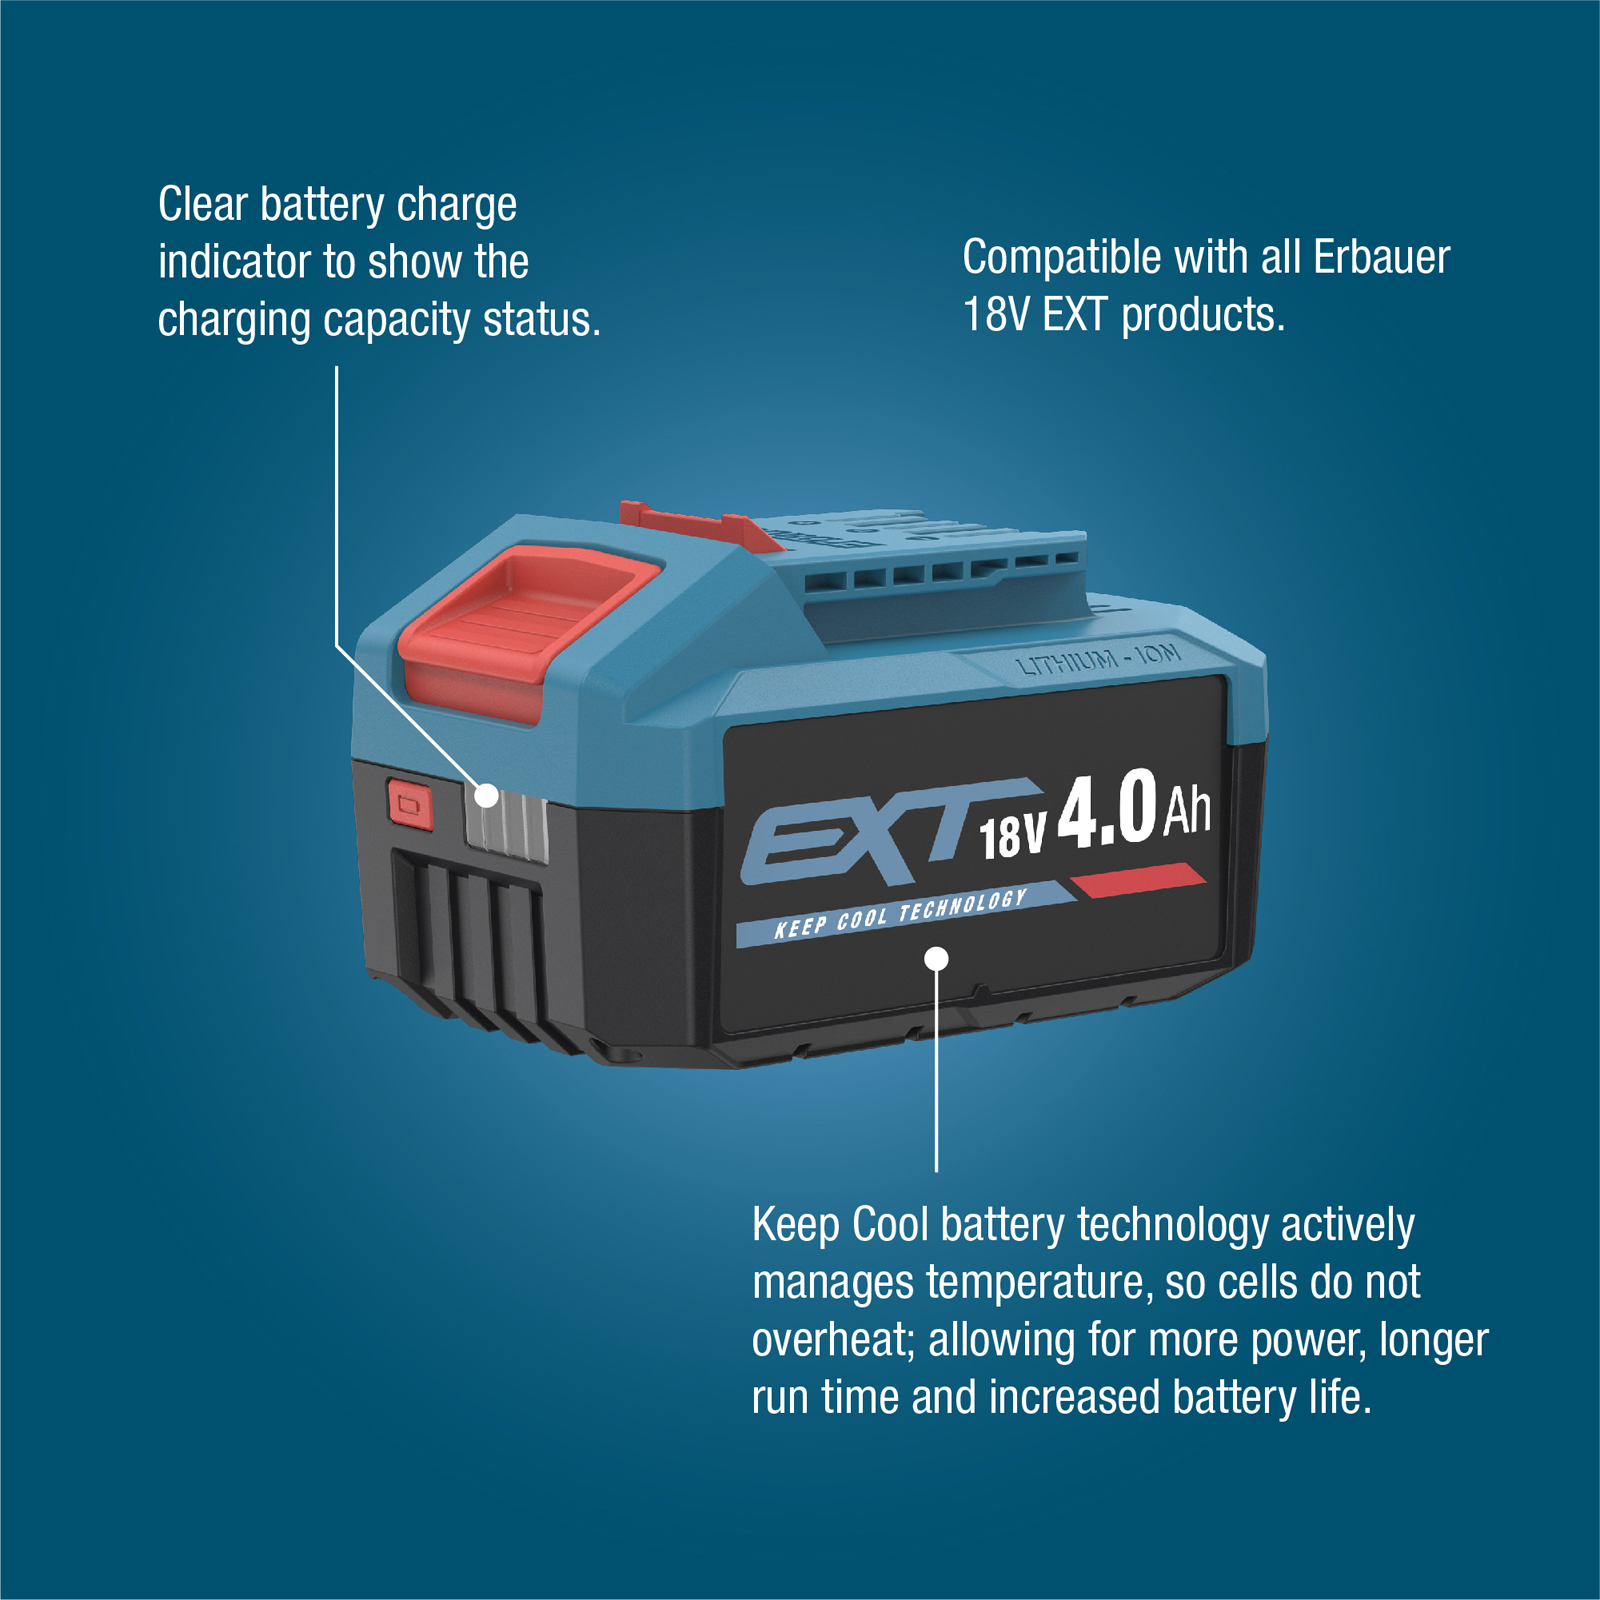 Clear battery charge
indicator to show the
charging capacity status.
Compatible with all Erbauer
18V EXT products.
LITHIUM - ION
EXT 18V 4.0 Ah
KEEP COOL TECHNOLOGY
Keep Cool battery technology actively
manages temperature, so cells do not
overheat; allowing for more power, longer
run time and increased battery life.